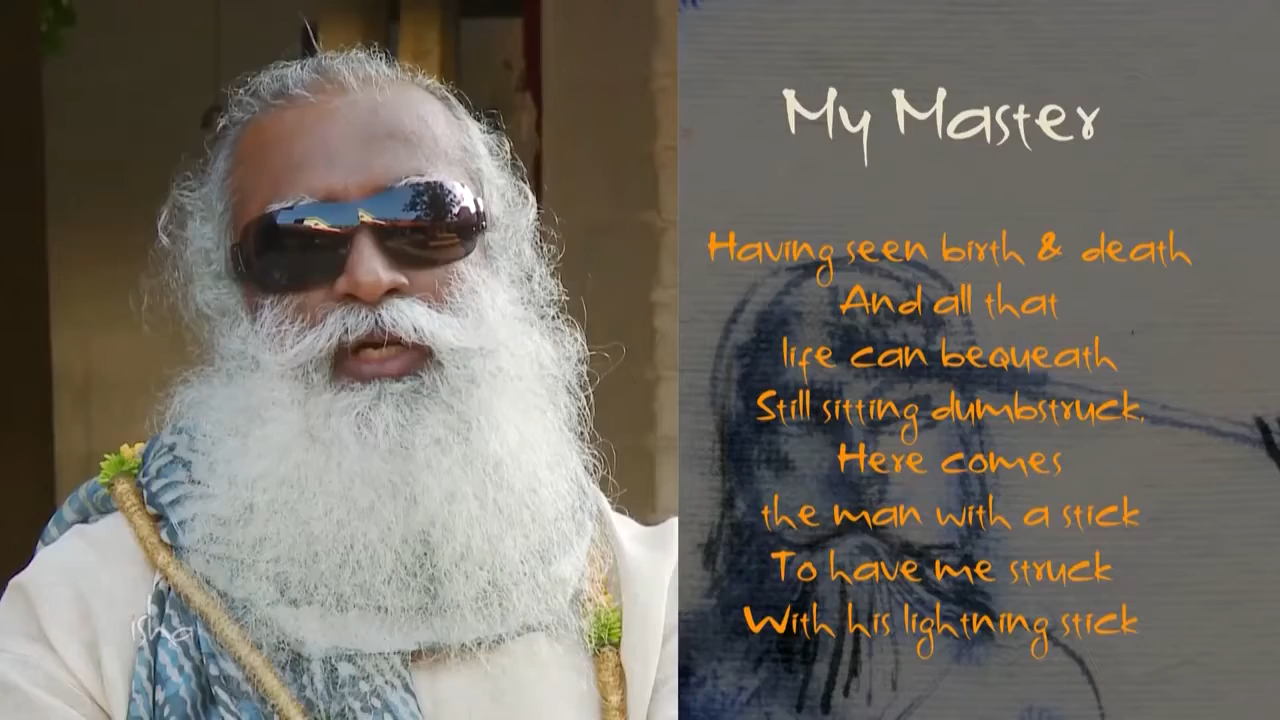 My Master
Having seen birth & death
And all that
life can bequeath
Still sitting dumbstruck,
Here comes
the man with a stick
To have me struck
With his lightning stick
isha